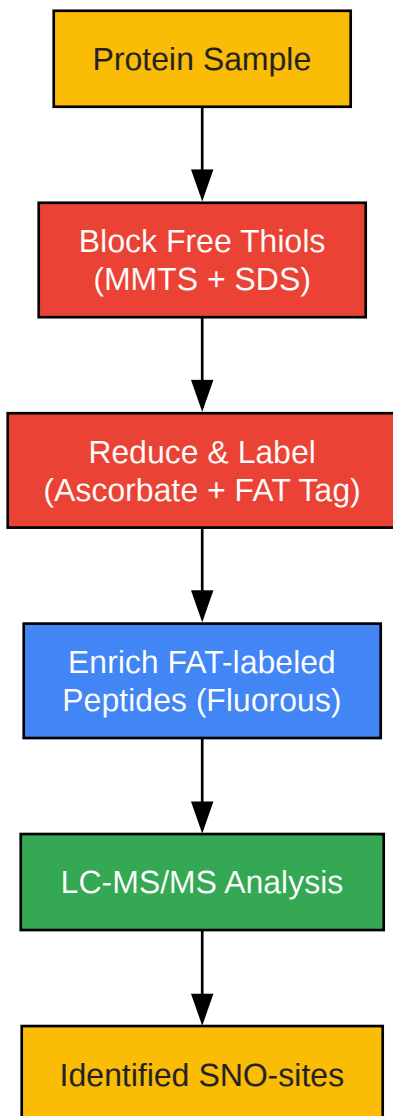 Protein Sample
Block Free Thiols
(MMTS + SDS)
Reduce & Label
(Ascorbate + FAT Tag)
Enrich FAT-labeled
Peptides (Fluorous)
LC-MS/MS Analysis
Identified SNO-sites